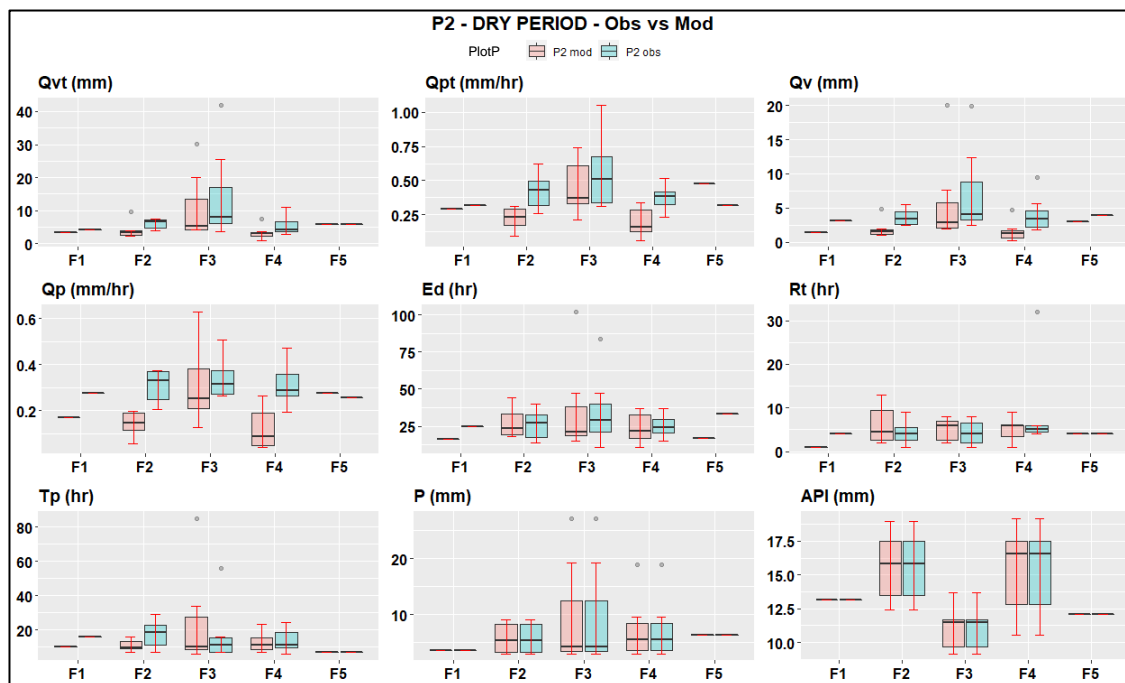 P2 - DRY PERIOD - Obs vs Mod
PlotP P2 mod P2 obs
Qvt (mm)
40
30
20
10
0
F1 F2 F3 F4 F5
Qpt (mm/hr)
1.00
0.75
0.50
0.25
F1 F2 F3 F4 F5
Qv (mm)
20
15
10
5
0
F1 F2 F3 F4 F5
Qp (mm/hr)
0.6
0.4
0.2
F1 F2 F3 F4 F5
Ed (hr)
100
75
50
25
F1 F2 F3 F4 F5
Rt (hr)
30
20
10
0
F1 F2 F3 F4 F5
Tp (hr)
80
60
40
20
F1 F2 F3 F4 F5
P (mm)
20
10
F1 F2 F3 F4 F5
API (mm)
17.5
15.0
12.5
10.0
F1 F2 F3 F4 F5